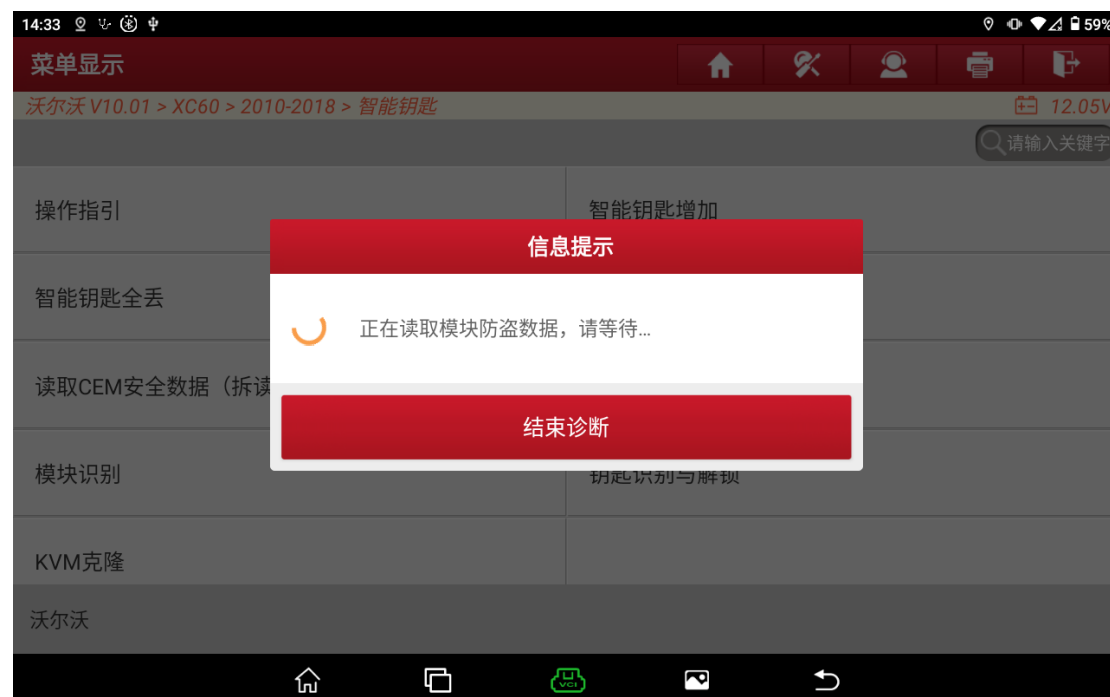 14:33
59%
菜单显示
沃尔沃 V10.01 > XC60 > 2010-2018 > 智能钥匙
12.05V
请输入关键字
操作指引
智能钥匙增加
信息提示
智能钥匙全丢
正在读取模块防盗数据，请等待...
读取CEM安全数据（拆读
结束诊断
模块识别
钥匙识别与解锁
KVM克隆
沃尔沃
VCI